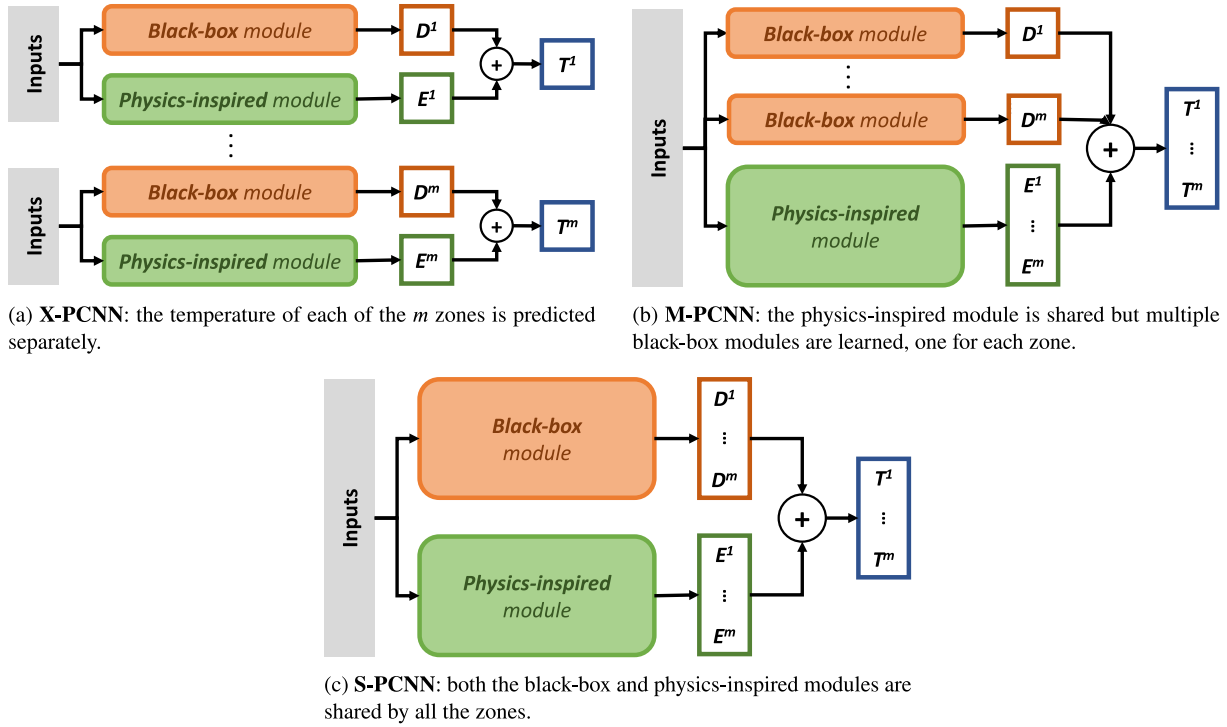 Inputs
Black-box module
D¹
Physics-inspired module
E¹
+
T¹
⋮
Inputs
Black-box module
Dᵐ
Physics-inspired module
Eᵐ
+
Tᵐ
(a) X-PCNN: the temperature of each of the m zones is predicted
separately.
Inputs
Black-box module
D¹
⋮
Black-box module
Dᵐ
Physics-inspired
module
E¹
⋮
Eᵐ
+
T¹
⋮
Tᵐ
(b) M-PCNN: the physics-inspired module is shared but multiple
black-box modules are learned, one for each zone.
Inputs
Black-box
module
D¹
⋮
Dᵐ
Physics-inspired
module
E¹
⋮
Eᵐ
+
T¹
⋮
Tᵐ
(c) S-PCNN: both the black-box and physics-inspired modules are
shared by all the zones.